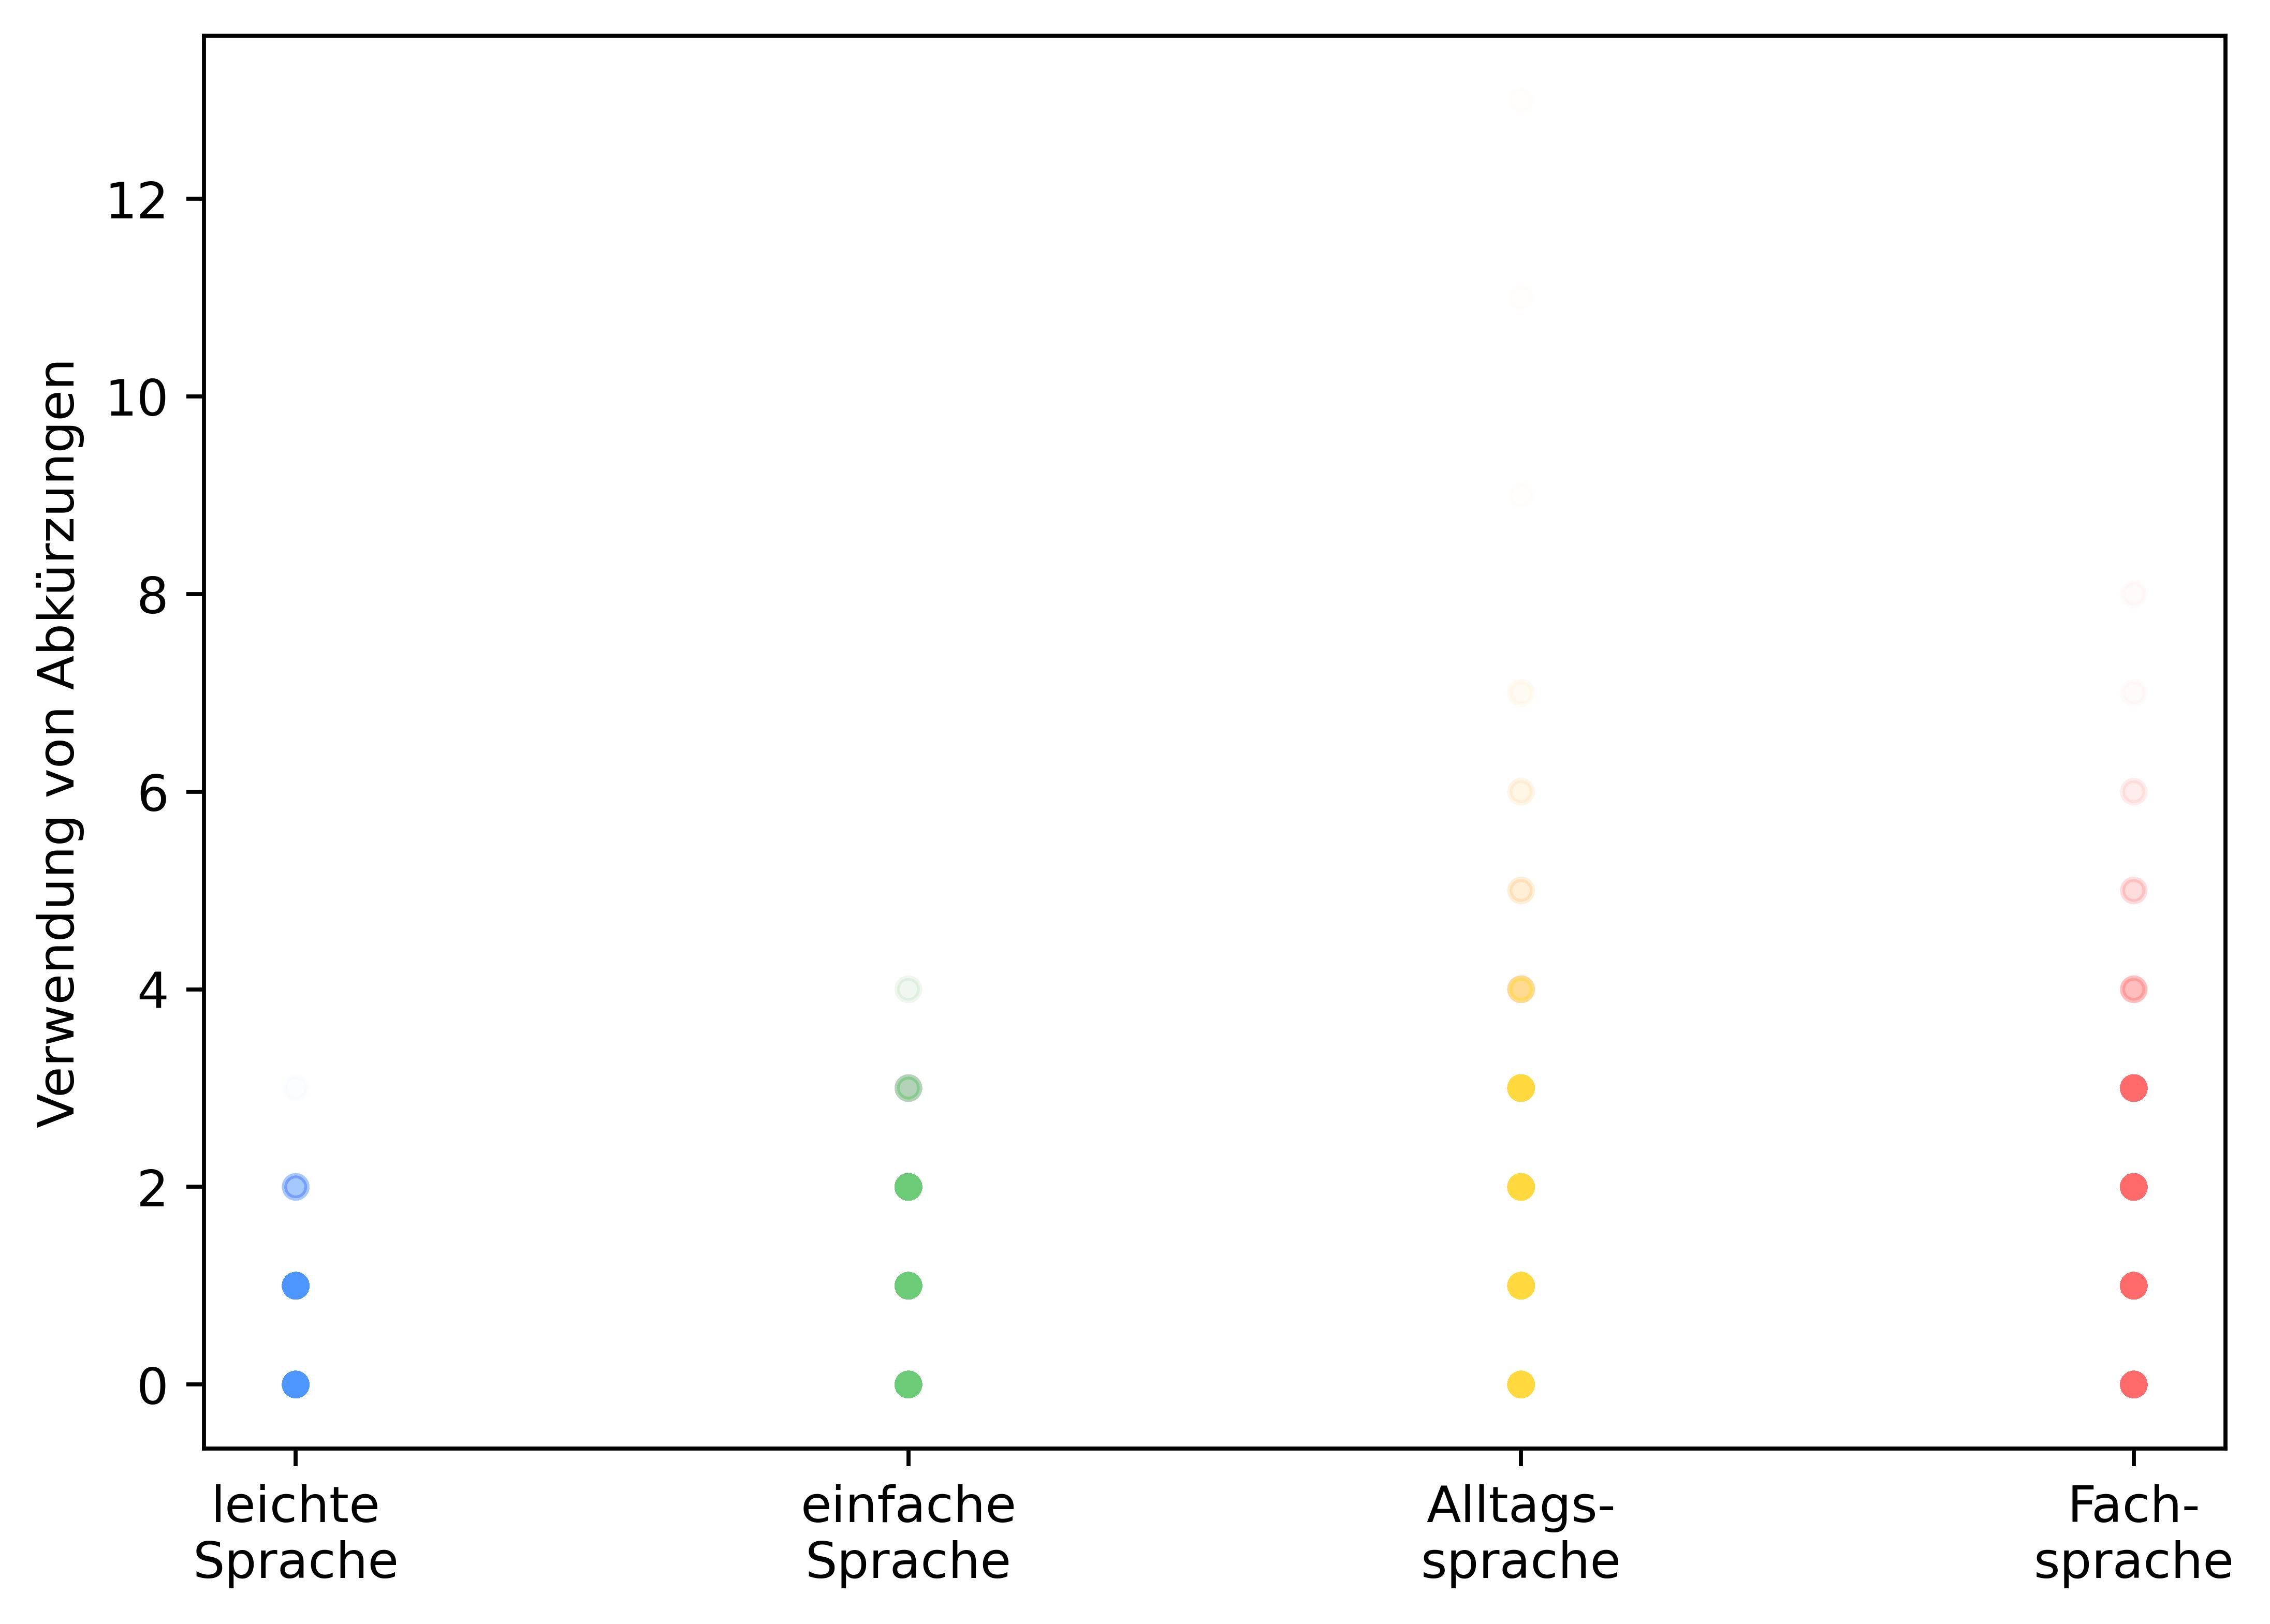 Verwendung von Abkürzungen
12
10
8
6
4
2
0
leichte
Sprache
einfache
Sprache
Alltags-
sprache
Fach-
sprache